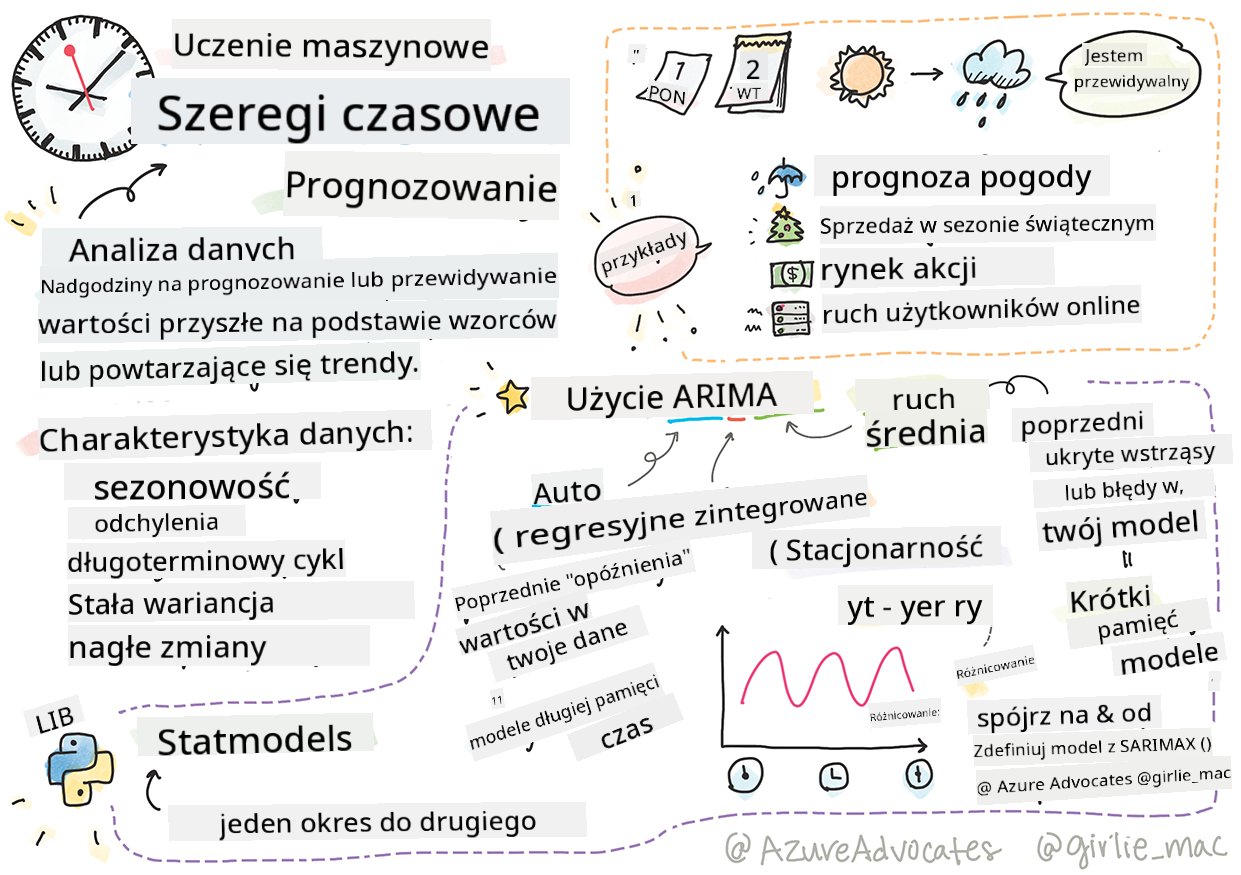 Uczenie maszynowe
Szeregi czasowe
Prognozowanie
Analiza danych
Nadgodziny na prognozowanie lub przewidywanie
wartości przyszłe na podstawie wzorców
lub powtarzające się trendy.
Charakterystyka danych:
sezonowość
odchylenia
długoterminowy cykl
Stała wariancja
nagłe zmiany
"
1
PON
2
WT
Jestem
przewidywalny
1
przykłady
prognoza pogody
Sprzedaż w sezonie świątecznym
rynek akcji
$
ruch użytkowników online
Użycie ARIMA
Auto
( regresyjne zintegrowane
Poprzednie "opóźnienia"
wartości w
twoje dane
11
modele długiej pamięci
czas
( Stacjonarność
yt - yer ry
Różnicowanie
Różnicowanie:
ruch
średnia
poprzedni
ukryte wstrząsy
lub błędy w,
twój model
Krótki
pamięć
modele
spójrz na & od
Zdefiniuj model z SARIMAX ()
@ Azure Advocates @girlie_mac
LIB
Statmodels
jeden okres do drugiego
@AzureAdvocates @girlie_mac